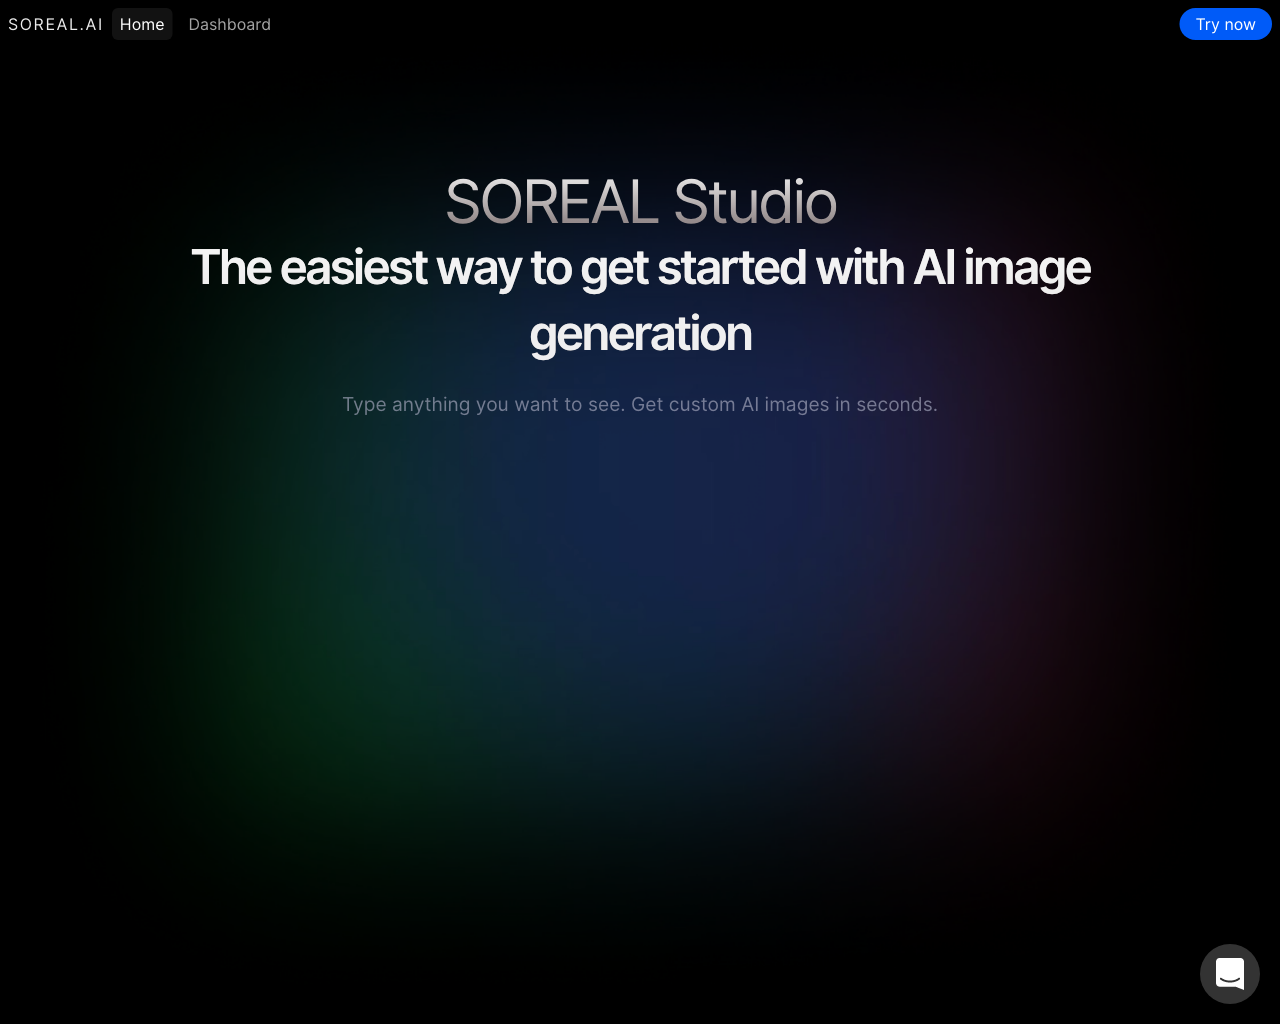 SOREAL.AI Home Dashboard Try now
SOREAL Studio
The easiest way to get started with AI image
generation
Type anything you want to see. Get custom AI images in seconds.